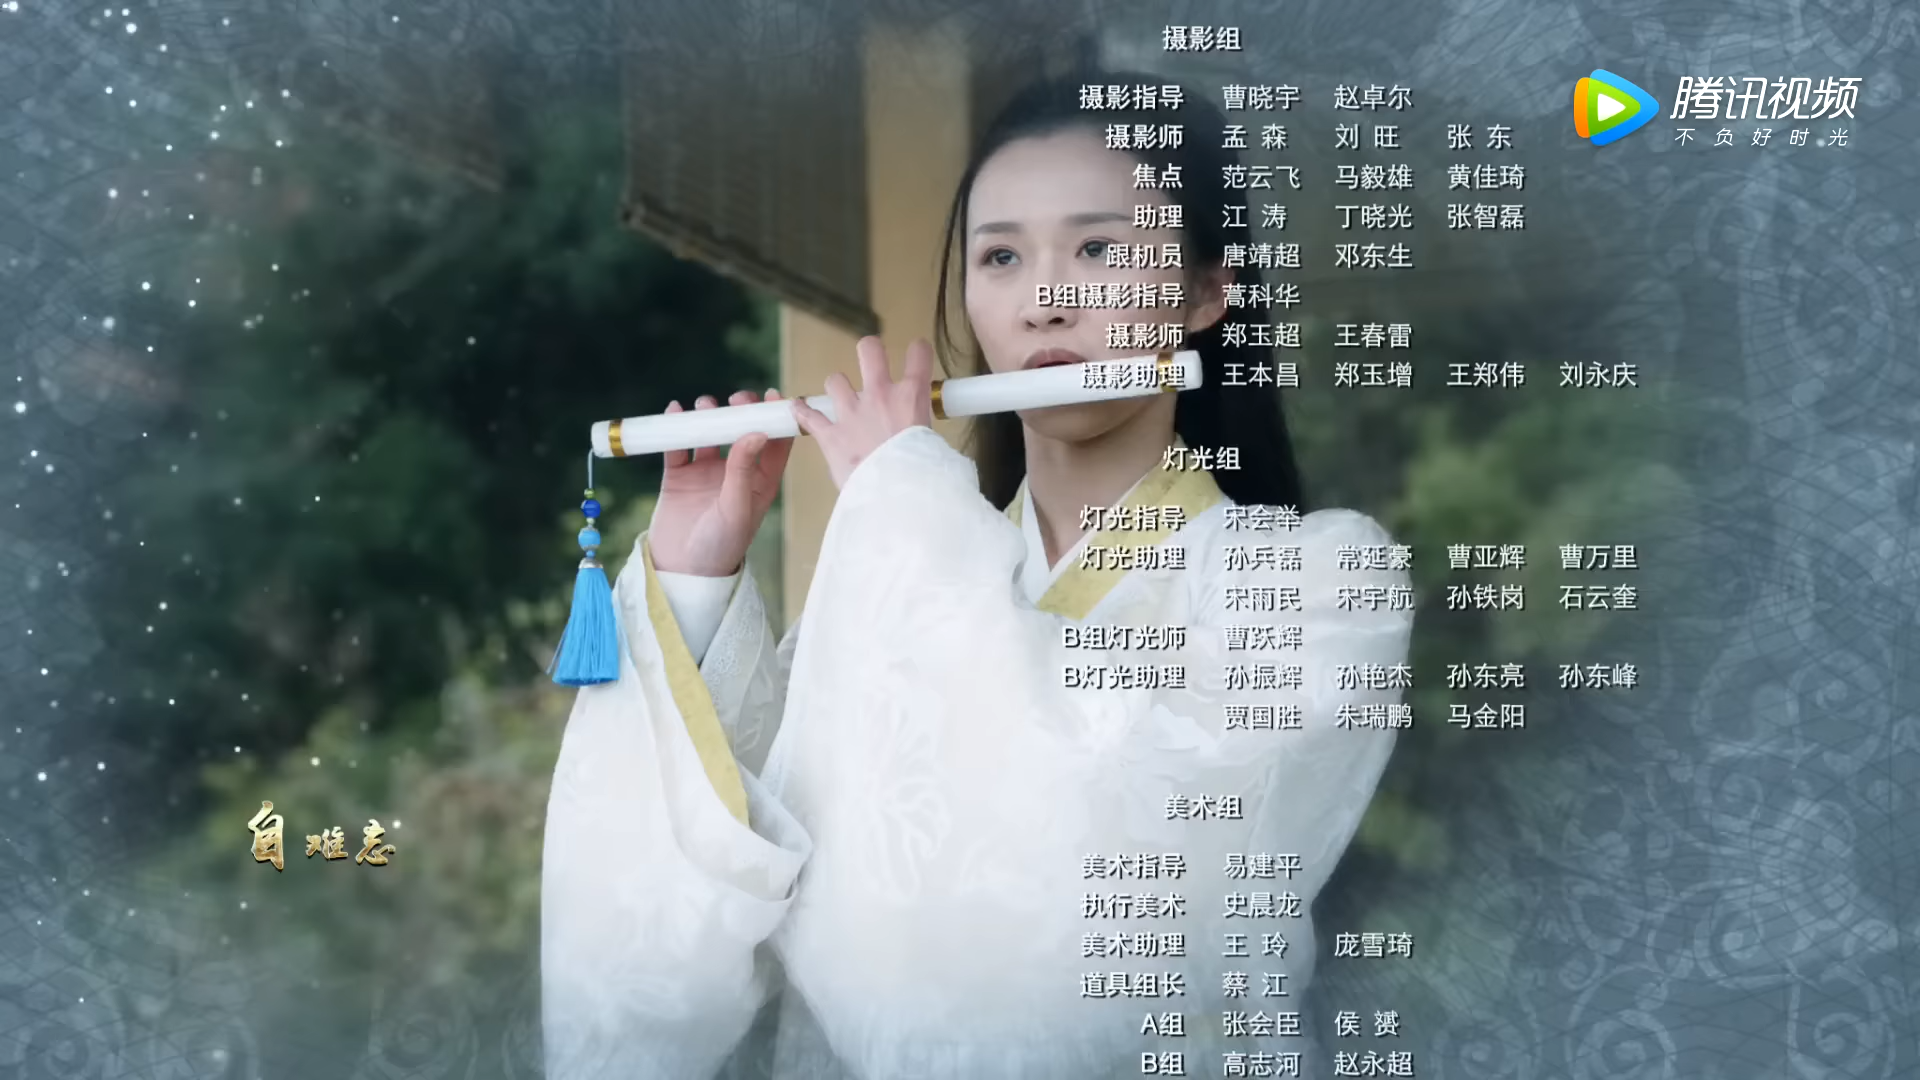 摄影组
腾讯视频
不负好时光
摄影指导 曹晓宇 赵卓尔
摄影师 孟森 刘旺 张东
焦点 范云飞 马毅雄 黄佳琦
助理 江涛 丁晓光 张智磊
跟机员 唐靖超 邓东生
B组摄影指导 蒿科华
摄影师 郑玉超 王春雷
摄影助理 王本昌 郑玉增 王郑伟 刘永庆
灯光组
灯光指导 宋会举
灯光助理 孙兵磊 常延豪 曹亚辉 曹万里
宋雨民 宋宇航 孙铁岗 石云奎
B组灯光师 曹跃辉
B灯光助理 孙振辉 孙艳杰 孙东亮 孙东峰
贾国胜 朱瑞鹏 马金阳
美术组
自难忘
美术指导 易建平
执行美术 史晨龙
美术助理 王玲 庞雪琦
道具组长 蔡江
A组 张会臣 侯赟
B组 高志河 赵永超